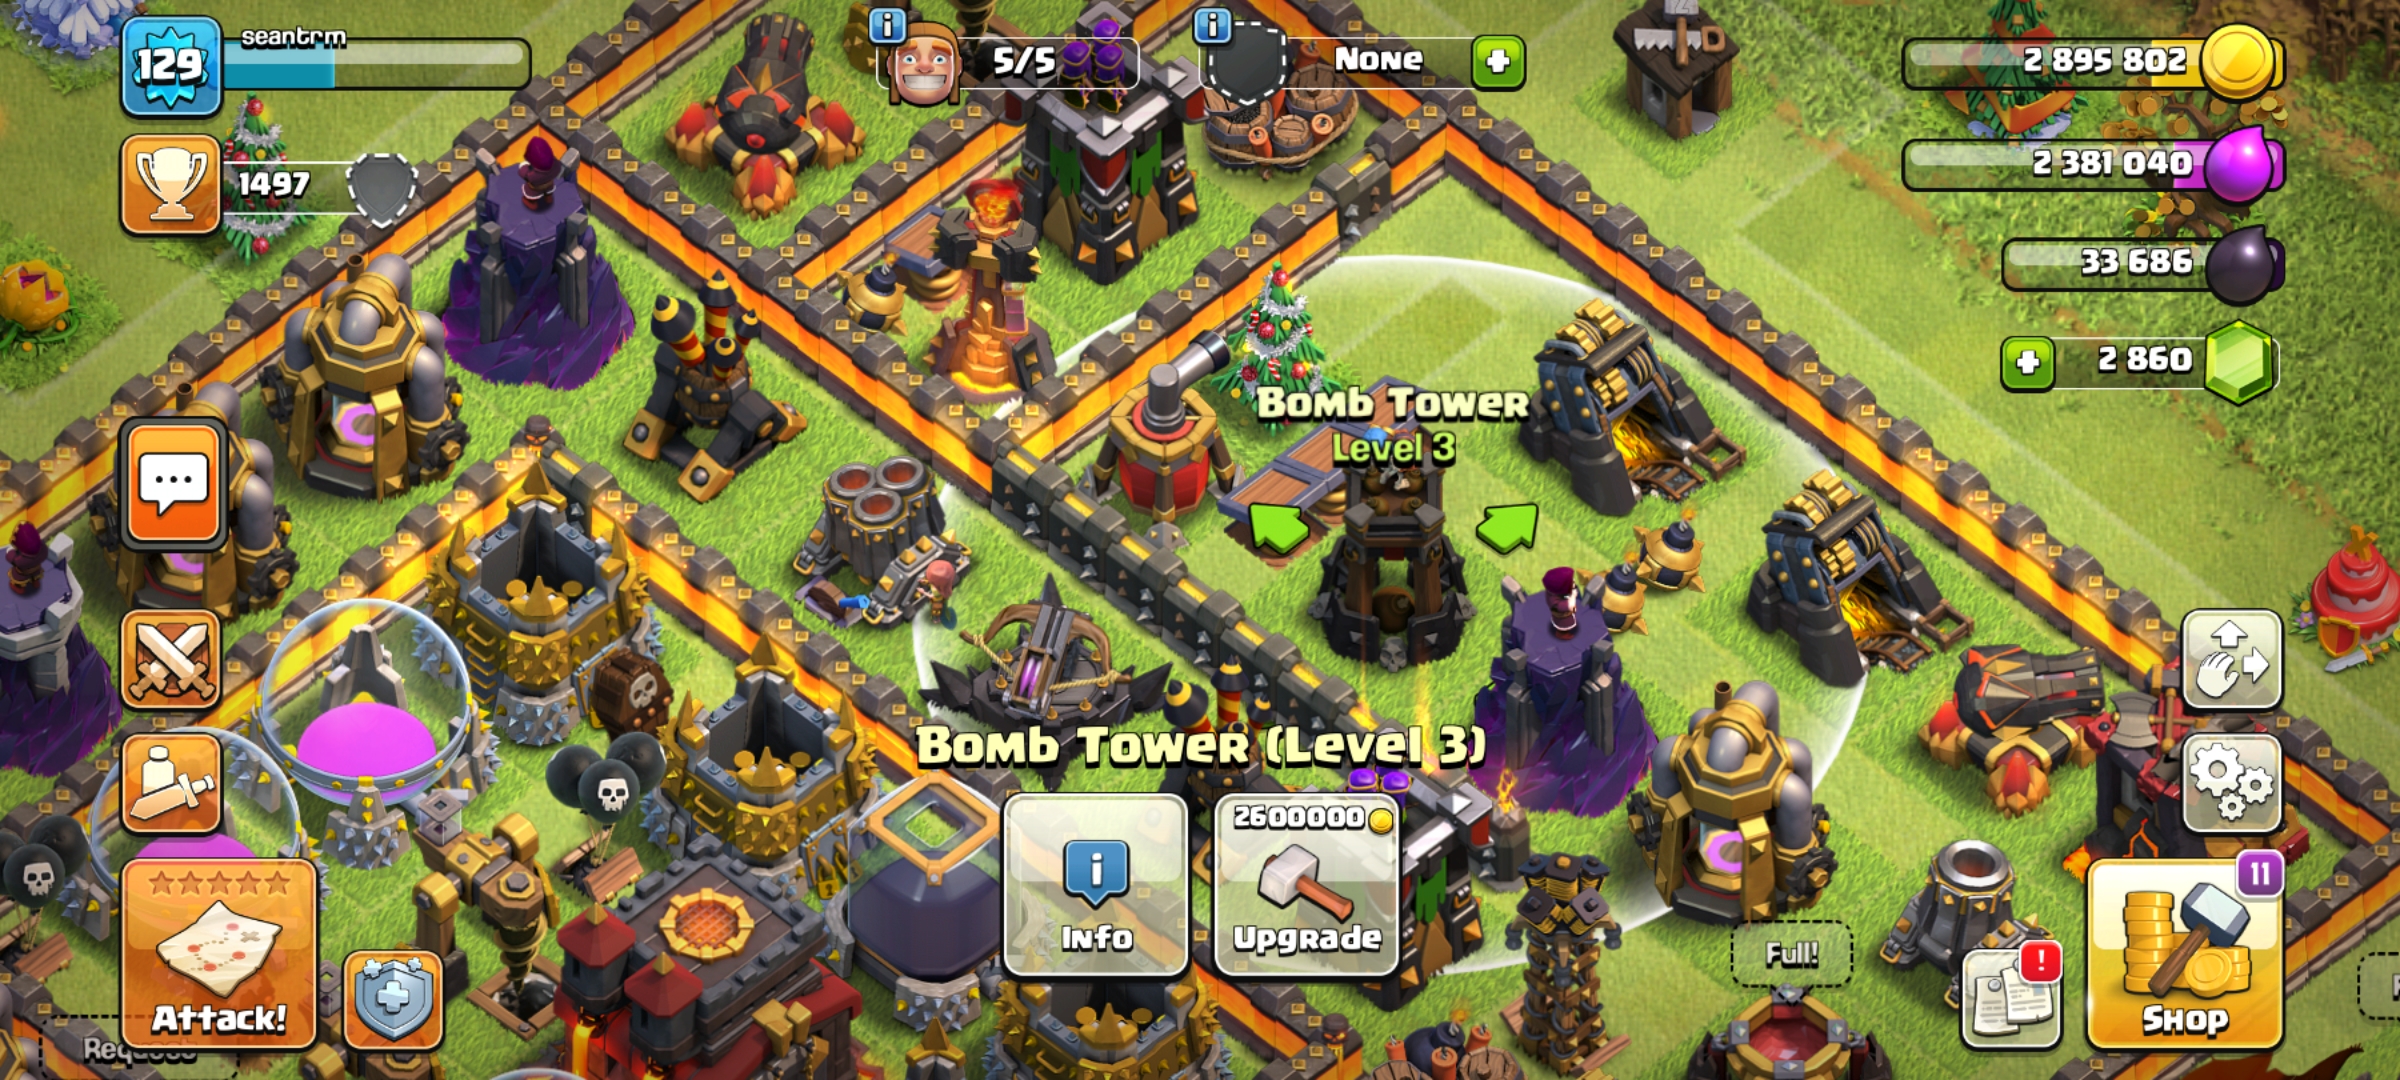 129
seantrm
5/5
None
2 895 802
1497
2 381 040
33 686
2 860
Bomb Tower
Level 3
Bomb Tower (Level 3)
2600000
Info
Upgrade
Full!
11
Attack!
Shop
Request